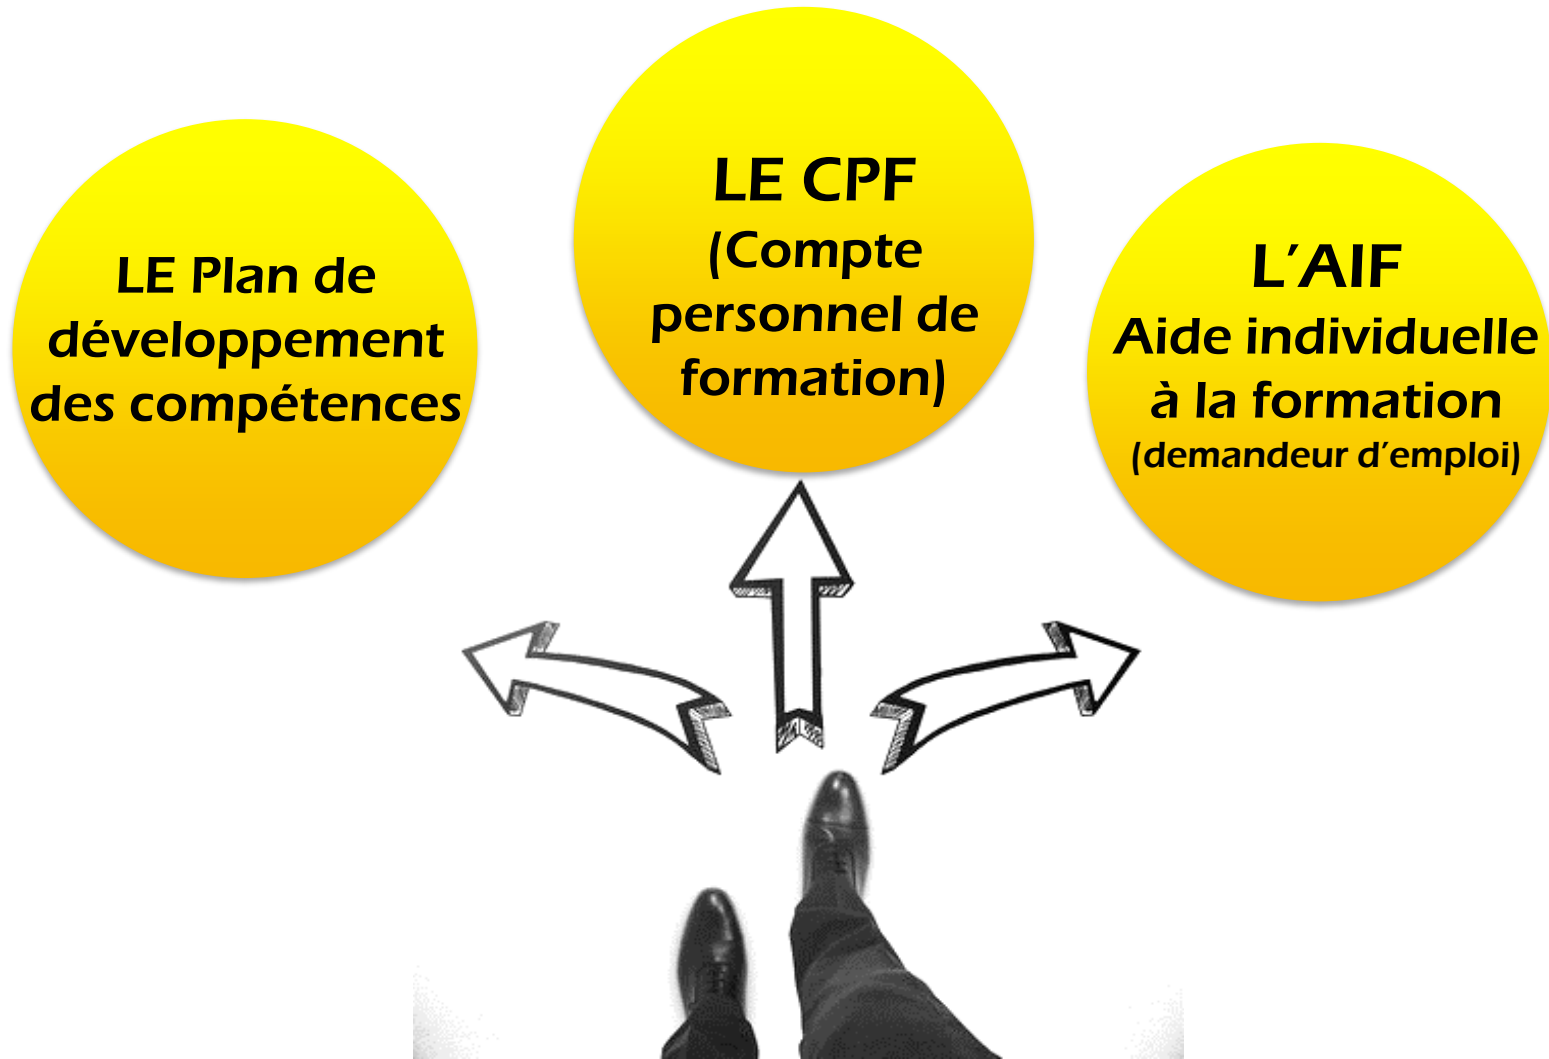 LE Plan de
développement
des compétences
LE CPF
(Compte
personnel de
formation)
L’AIF
Aide individuelle
à la formation
(demandeur d’emploi)